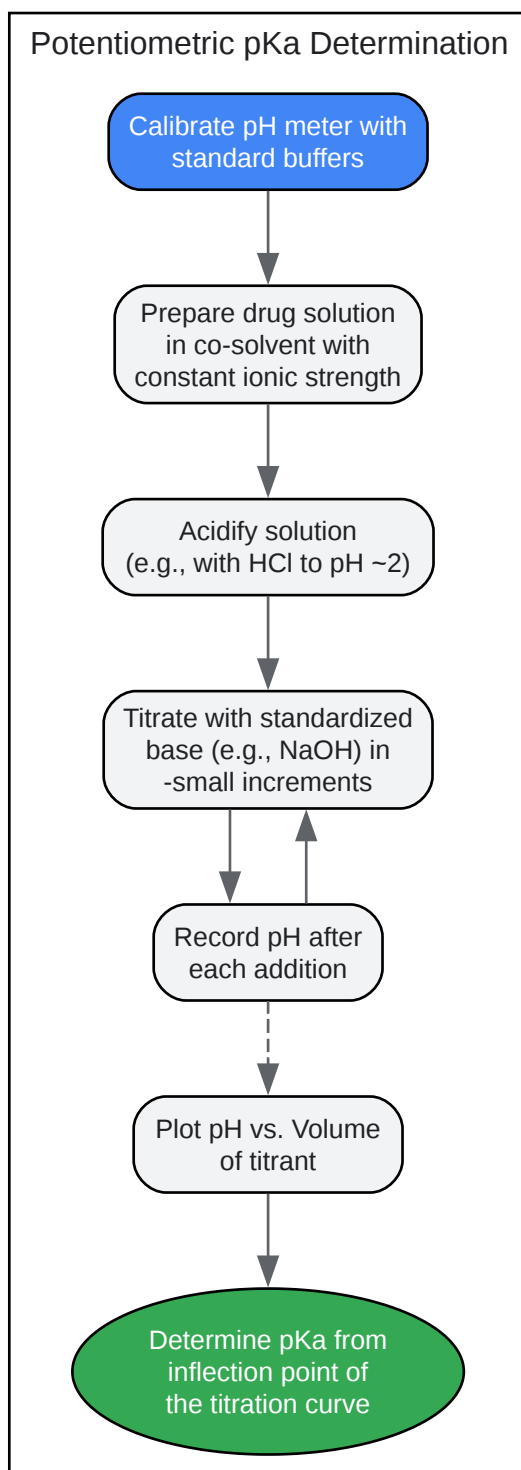 Potentiometric pKa Determination
Calibrate pH meter with
standard buffers
Prepare drug solution
in co-solvent with
constant ionic strength
Acidify solution
(e.g., with HCl to pH ~2)
Titrate with standardized
base (e.g., NaOH) in
-small increments
Record pH after
each addition
Plot pH vs. Volume
of titrant
Determine pKa from
inflection point of
the titration curve